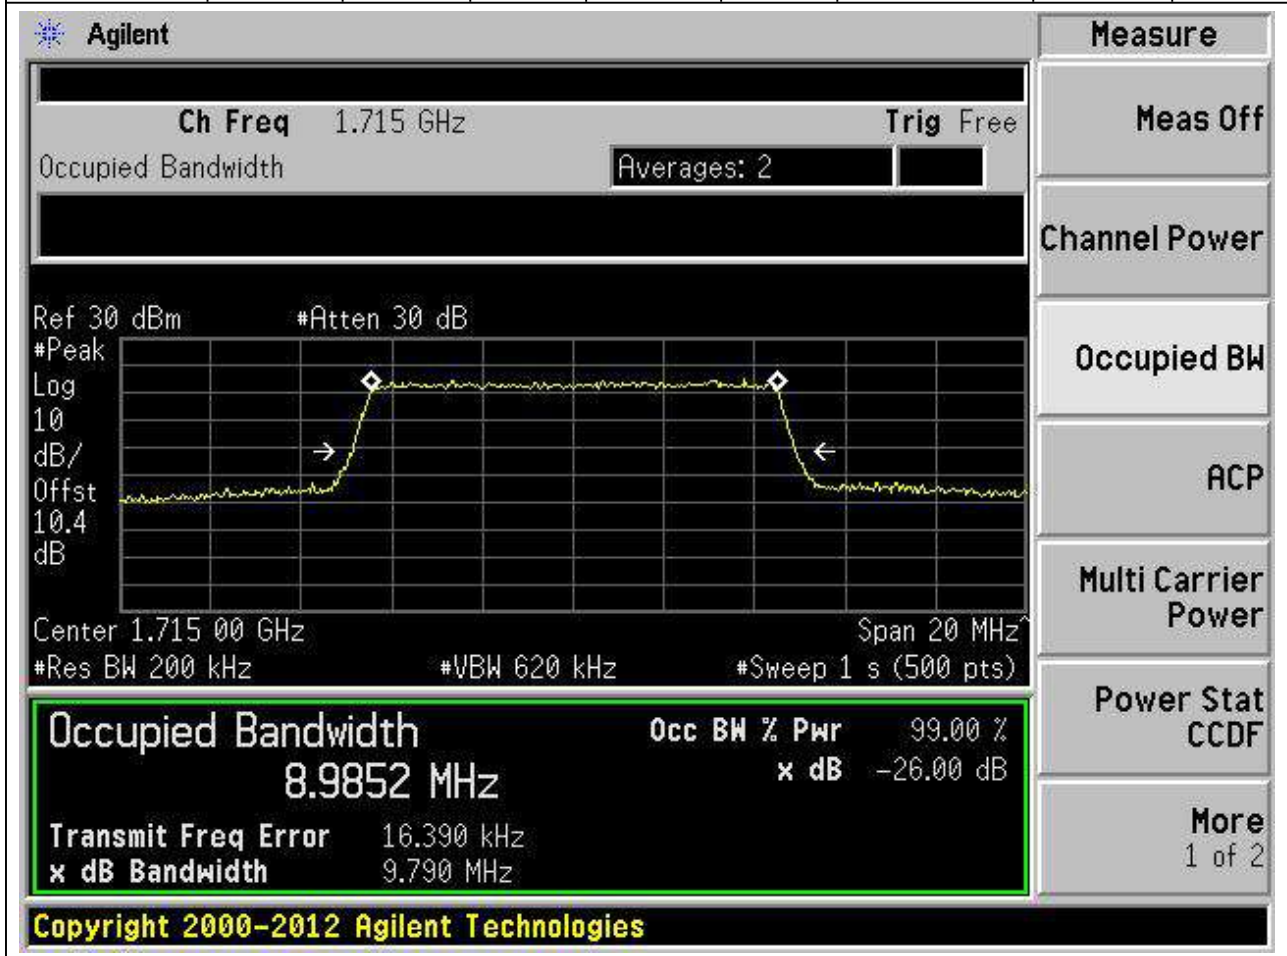 Agilent
Measure
Ch Freq 1.715 GHz Trig Free
Occupied Bandwidth Averages: 2
Meas Off
Channel Power
Occupied BW
ACP
Multi Carrier
Power
Power Stat
CCDF
More
1 of 2
Ref 30 dBm #Atten 30 dB
#Peak
Log
10
dB/
Offst
10.4
dB
Center 1.715 00 GHz Span 20 MHz^
#Res BW 200 kHz #VBW 620 kHz #Sweep 1 s (500 pts)
Occupied Bandwidth Occ BW % Pwr 99.00 %
8.9852 MHz x dB -26.00 dB
Transmit Freq Error 16.390 kHz
x dB Bandwidth 9.790 MHz
Copyright 2000-2012 Agilent Technologies